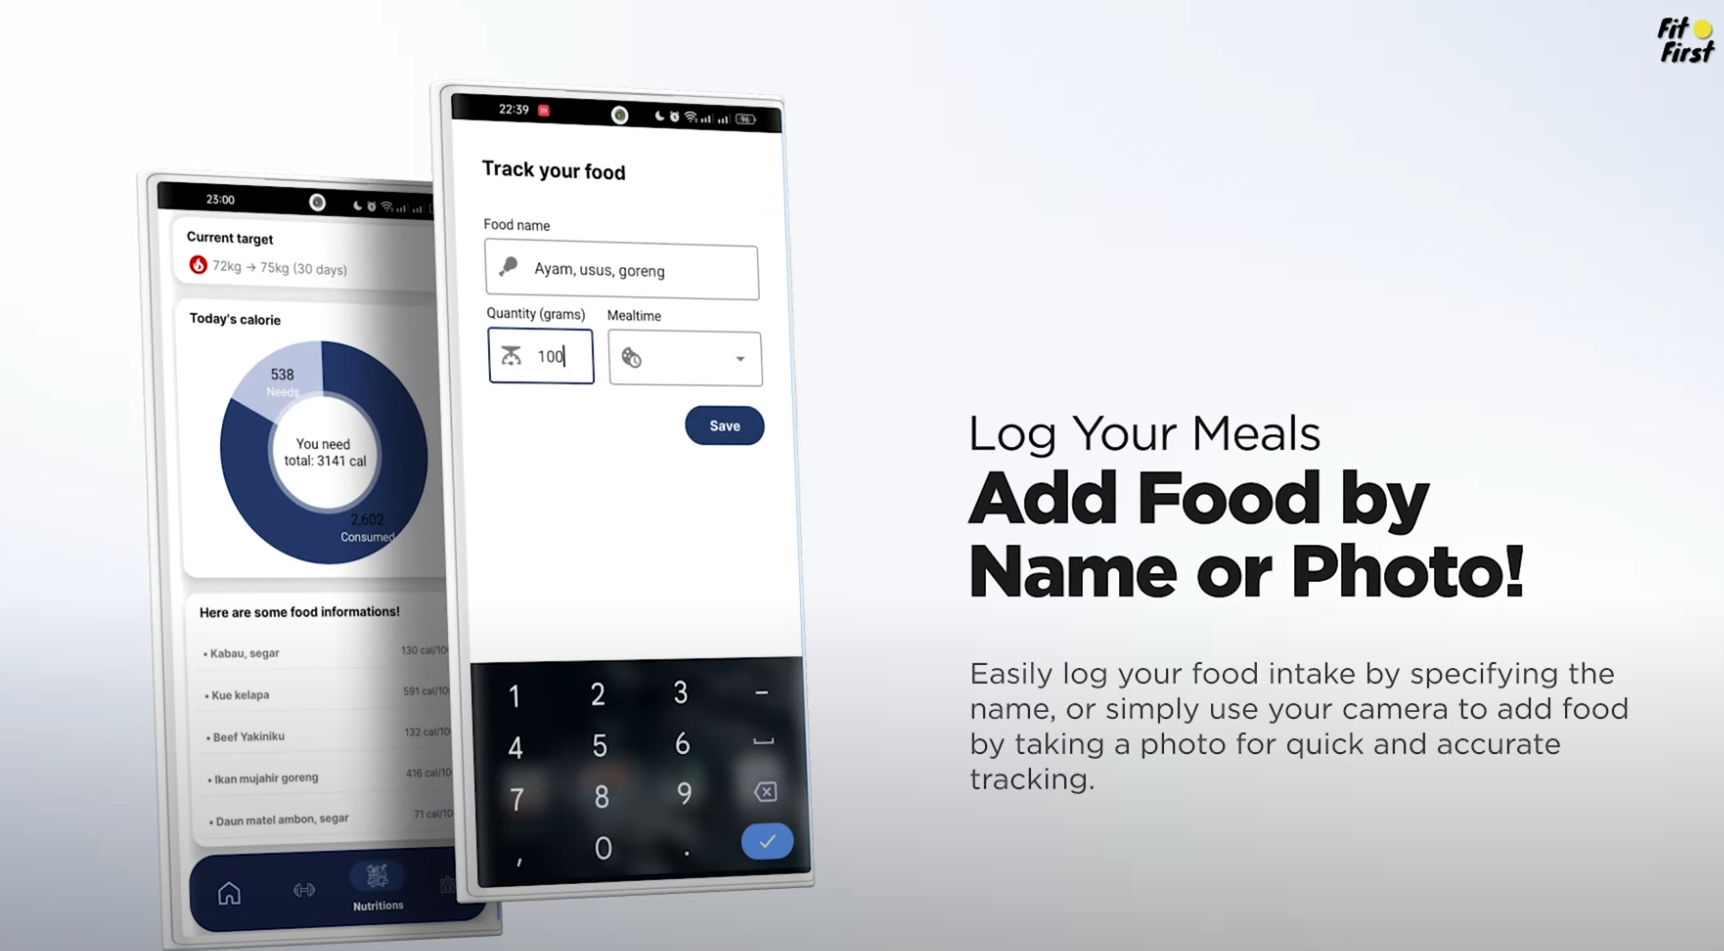 Fit
First
23:00
Current target
72kg → 75kg (30 days)
Today's calorie
538
Needs
You need
total: 3141 cal
2,602
Consumed
Here are some food informations!
• Kabau, segar 130 cal/10
• Kue kelapa 591 cal/10
• Beef Yakiniku 132 cal/10
• Ikan mujahir goreng 416 cal/10
• Daun matel ambon, segar 71 cal/10
Nutritions
22:39
96
Track your food
Food name
Ayam, usus, goreng
Quantity (grams) Mealtime
100
Save
1 2 3 –
4 5 6
7 8 9
, 0 .
Log Your Meals
Add Food by
Name or Photo!
Easily log your food intake by specifying the
name, or simply use your camera to add food
by taking a photo for quick and accurate
tracking.